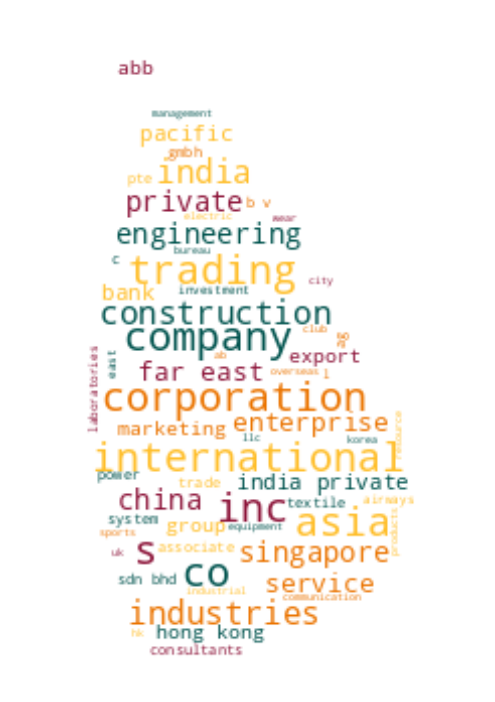 abb
management
pacific
gmbh
pte india
private b v
electric wear
engineering
bureau
c trading
city
bank investment
construction
company club
ag
ab export
laboratories east far east overseas l
corporation
marketing enterprise resource
llc korea
international
power
trade india private
china inc textile airways
system group equipment asia products
sports
uk s associate singapore
sdn bhd co service
industrial communication
industries
hk hong kong
consultants